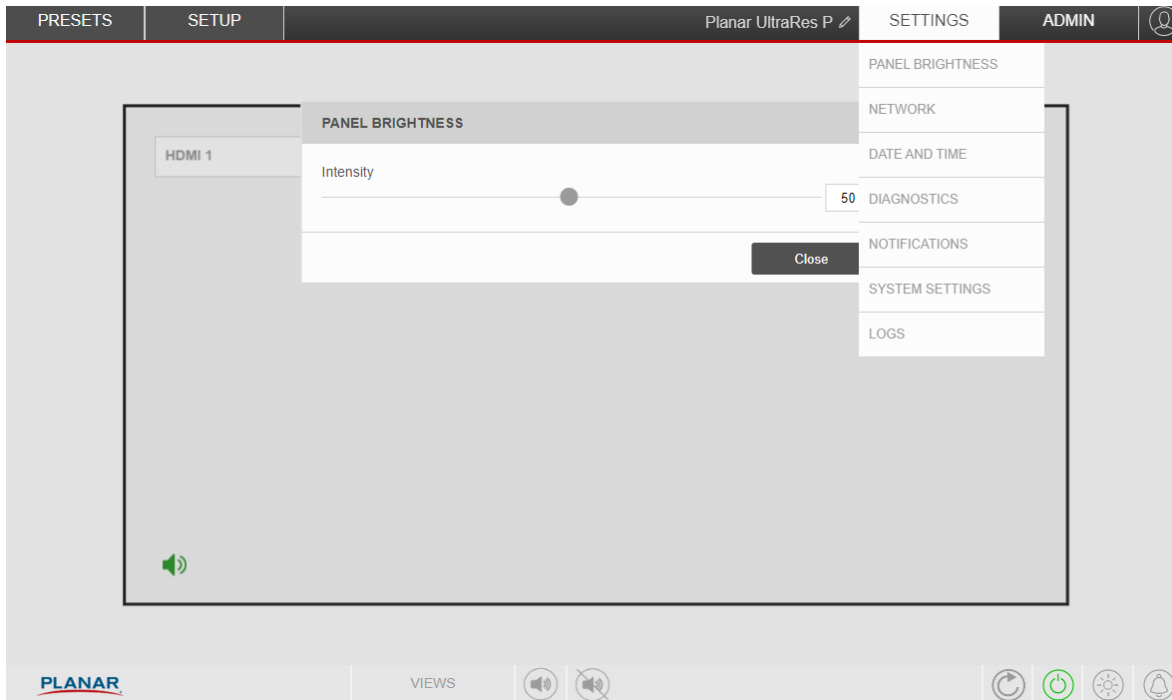 PRESETS
SETUP
Planar UltraRes P
SETTINGS
ADMIN
PANEL BRIGHTNESS
NETWORK
DATE AND TIME
DIAGNOSTICS
NOTIFICATIONS
SYSTEM SETTINGS
LOGS
HDMI 1
PANEL BRIGHTNESS
Intensity
50
Close
PLANAR
VIEWS